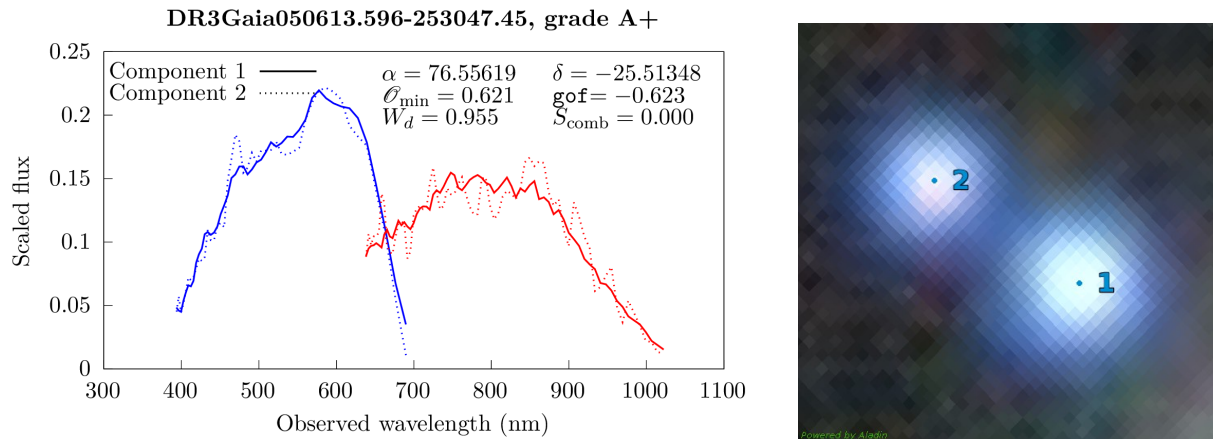 DR3Gaia050613.596-253047.45, grade A+
Component 1
Component 2
α = 76.55619 δ = −25.51348
𝒪min = 0.621 gof= −0.623
Wd = 0.955 Scomb = 0.000
0.25
0.2
0.15
0.1
0.05
0
Scaled flux
300 400 500 600 700 800 900 1000 1100
Observed wavelength (nm)
2
1
Powered by Aladin